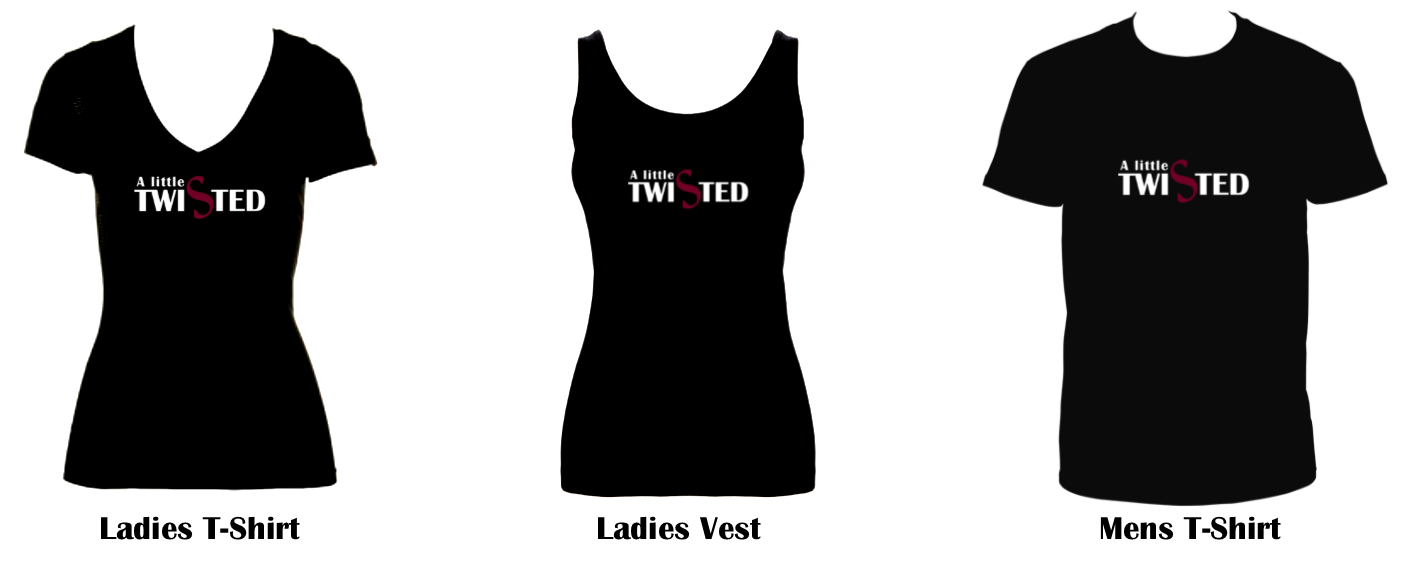 A little
TWISTED
A little
TWISTED
A little
TWISTED
Ladies T-Shirt
Ladies Vest
Mens T-Shirt